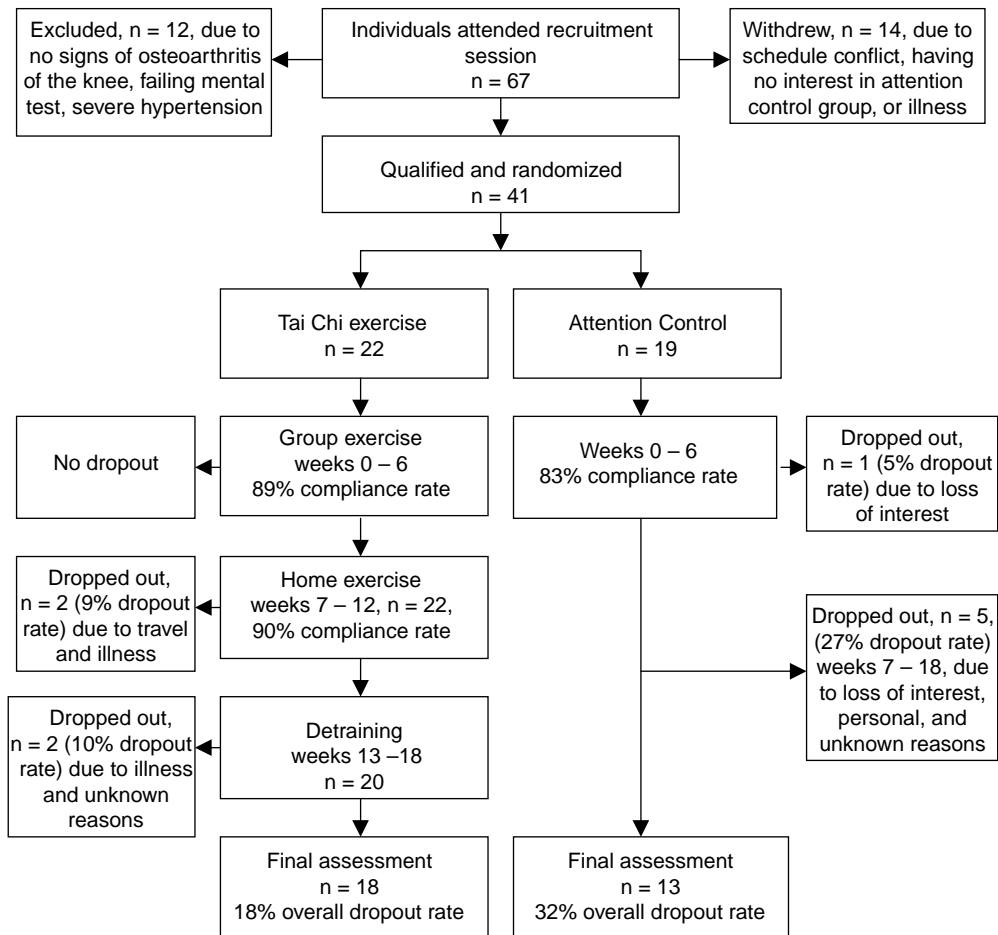 Excluded, n = 12, due to
no signs of osteoarthritis
of the knee, failing mental
test, severe hypertension
Individuals attended recruitment
session
n = 67
Withdrew, n = 14, due to
schedule conflict, having
no interest in attention
control group, or illness
Qualified and randomized
n = 41
Tai Chi exercise
n = 22
Attention Control
n = 19
No dropout
Group exercise
weeks 0 – 6
89% compliance rate
Weeks 0 – 6
83% compliance rate
Dropped out,
n = 1 (5% dropout
rate) due to loss
of interest
Dropped out,
n = 2 (9% dropout
rate) due to travel
and illness
Home exercise
weeks 7 – 12, n = 22,
90% compliance rate
Dropped out, n = 5,
(27% dropout rate)
weeks 7 – 18, due
to loss of interest,
personal, and
unknown reasons
Dropped out,
n = 2 (10% dropout
rate) due to illness
and unknown
reasons
Detraining
weeks 13 –18
n = 20
Final assessment
n = 18
18% overall dropout rate
Final assessment
n = 13
32% overall dropout rate